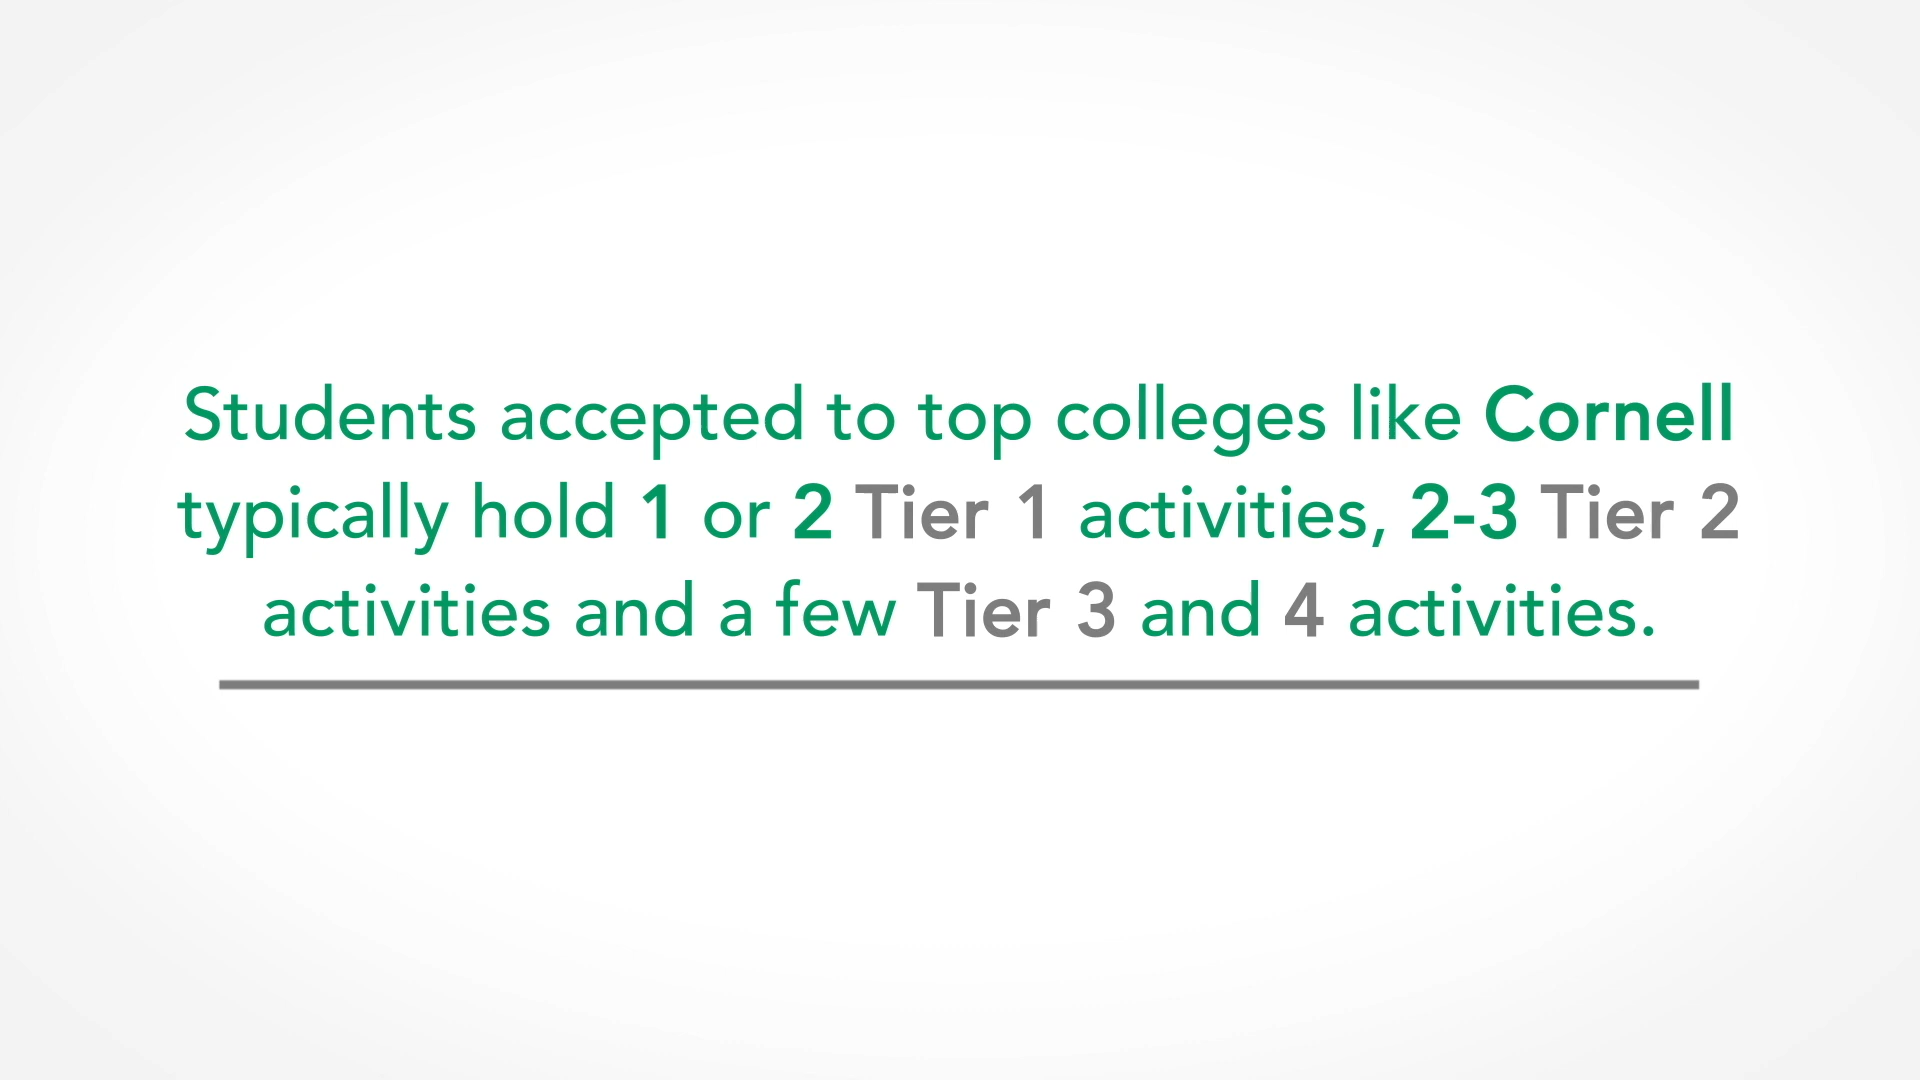 Students accepted to top colleges like Cornell
typically hold 1 or 2 Tier 1 activities, 2-3 Tier 2
activities and a few Tier 3 and 4 activities.